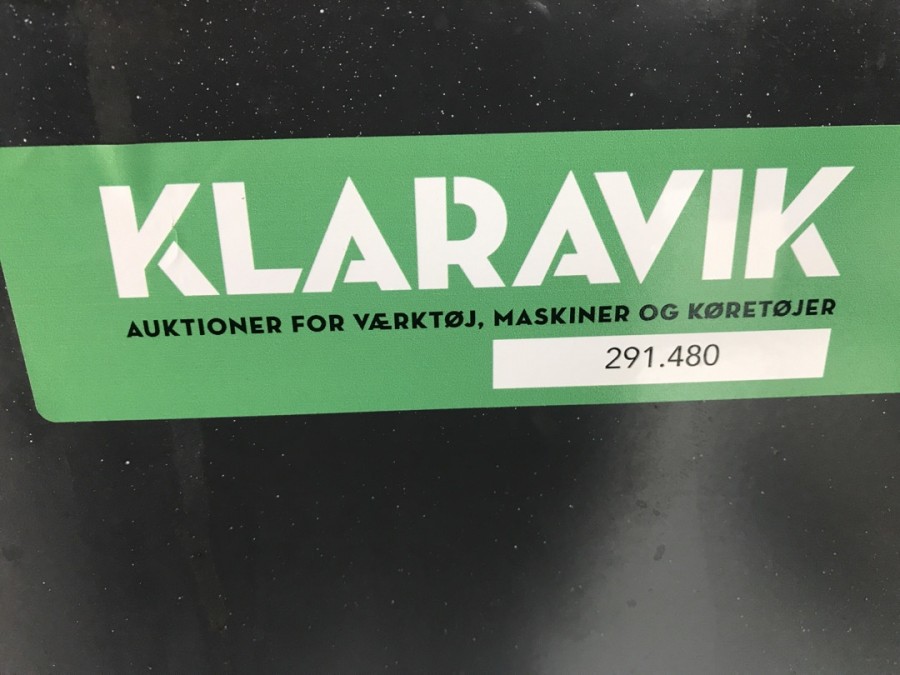 KLARAVIK
AUKTIONER FOR VÆRKTØJ, MASKINER OG KØRETØJER
291.480